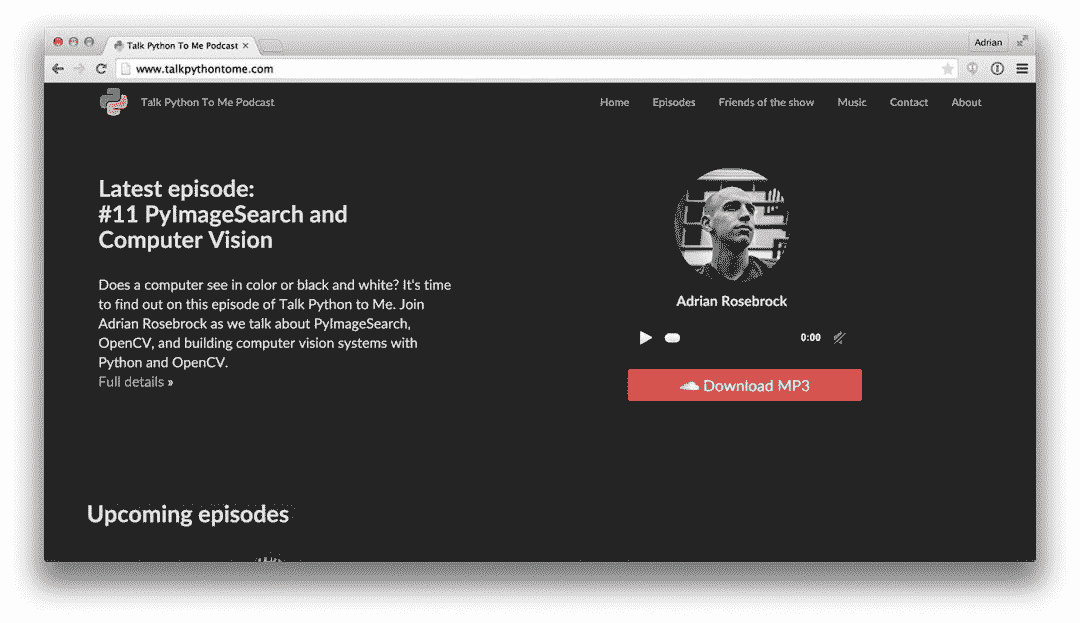 Talk Python To Me Podcast ×
Adrian
www.talkpythontome.com
Talk Python To Me Podcast
Home Episodes Friends of the show Music Contact About
Latest episode:
#11 PyImageSearch and
Computer Vision
Does a computer see in color or black and white? It's time
to find out on this episode of Talk Python to Me. Join
Adrian Rosebrock as we talk about PyImageSearch,
OpenCV, and building computer vision systems with
Python and OpenCV.
Full details »
Adrian Rosebrock
0:00
Download MP3
Upcoming episodes